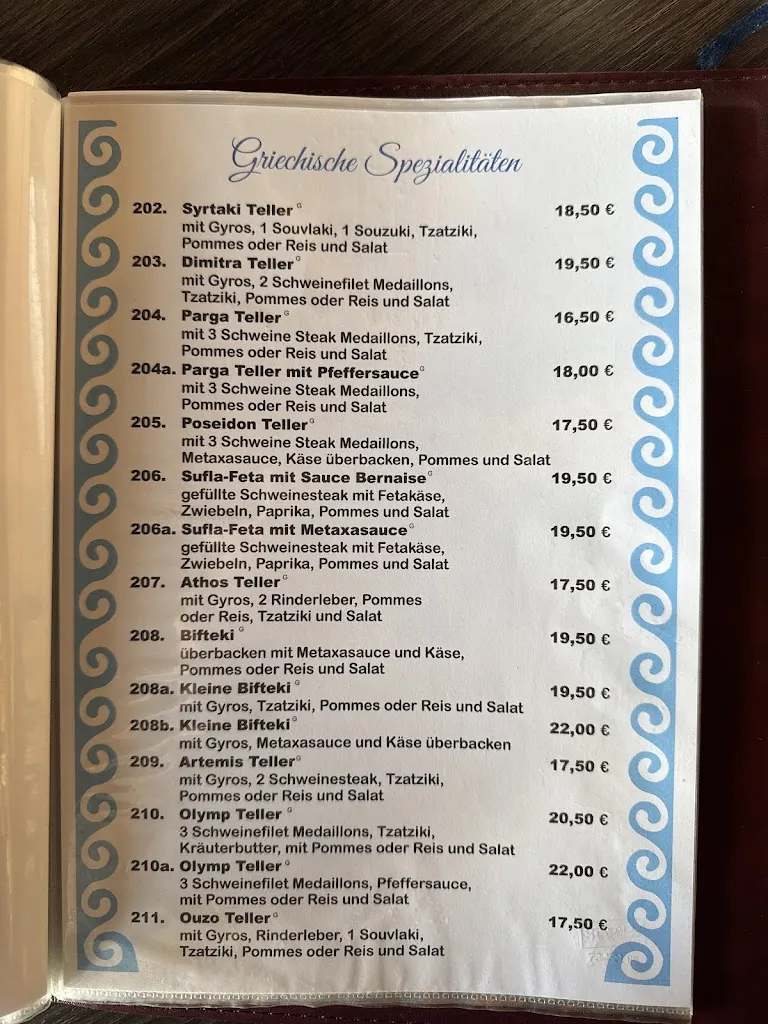 Griechische Spezialitäten
202. Syrtaki Teller G 18,50 €
mit Gyros, 1 Souvlaki, 1 Souzuki, Tzatziki,
Pommes oder Reis und Salat
203. Dimitra Teller G 19,50 €
mit Gyros, 2 Schweinefilet Medaillons,
Tzatziki, Pommes oder Reis und Salat
204. Parga Teller G 16,50 €
mit 3 Schweine Steak Medaillons, Tzatziki,
Pommes oder Reis und Salat
204a. Parga Teller mit Pfeffersauce G 18,00 €
mit 3 Schweine Steak Medaillons,
Pommes oder Reis und Salat
205. Poseidon Teller G 17,50 €
mit 3 Schweine Steak Medaillons,
Metaxasauce, Käse überbacken, Pommes und Salat
206. Sufla-Feta mit Sauce Bernaise G 19,50 €
gefüllte Schweinesteak mit Fetakäse,
Zwiebeln, Paprika, Pommes und Salat
206a. Sufla-Feta mit Metaxasauce G 19,50 €
gefüllte Schweinesteak mit Fetakäse,
Zwiebeln, Paprika, Pommes und Salat
207. Athos Teller G 17,50 €
mit Gyros, 2 Rinderleber, Pommes
oder Reis, Tzatziki und Salat
208. Bifteki G 19,50 €
überbacken mit Metaxasauce und Käse,
Pommes oder Reis und Salat
208a. Kleine Bifteki G 19,50 €
mit Gyros, Tzatziki, Pommes oder Reis und Salat
208b. Kleine Bifteki G 22,00 €
mit Gyros, Metaxasauce und Käse überbacken
209. Artemis Teller G 17,50 €
mit Gyros, 2 Schweinesteak, Tzatziki,
Pommes oder Reis und Salat
210. Olymp Teller G 20,50 €
3 Schweinefilet Medaillons, Tzatziki,
Kräuterbutter, mit Pommes oder Reis und Salat
210a. Olymp Teller G 22,00 €
3 Schweinefilet Medaillons, Pfeffersauce,
mit Pommes oder Reis und Salat
211. Ouzo Teller G 17,50 €
mit Gyros, Rinderleber, 1 Souvlaki,
Tzatziki, Pommes oder Reis und Salat